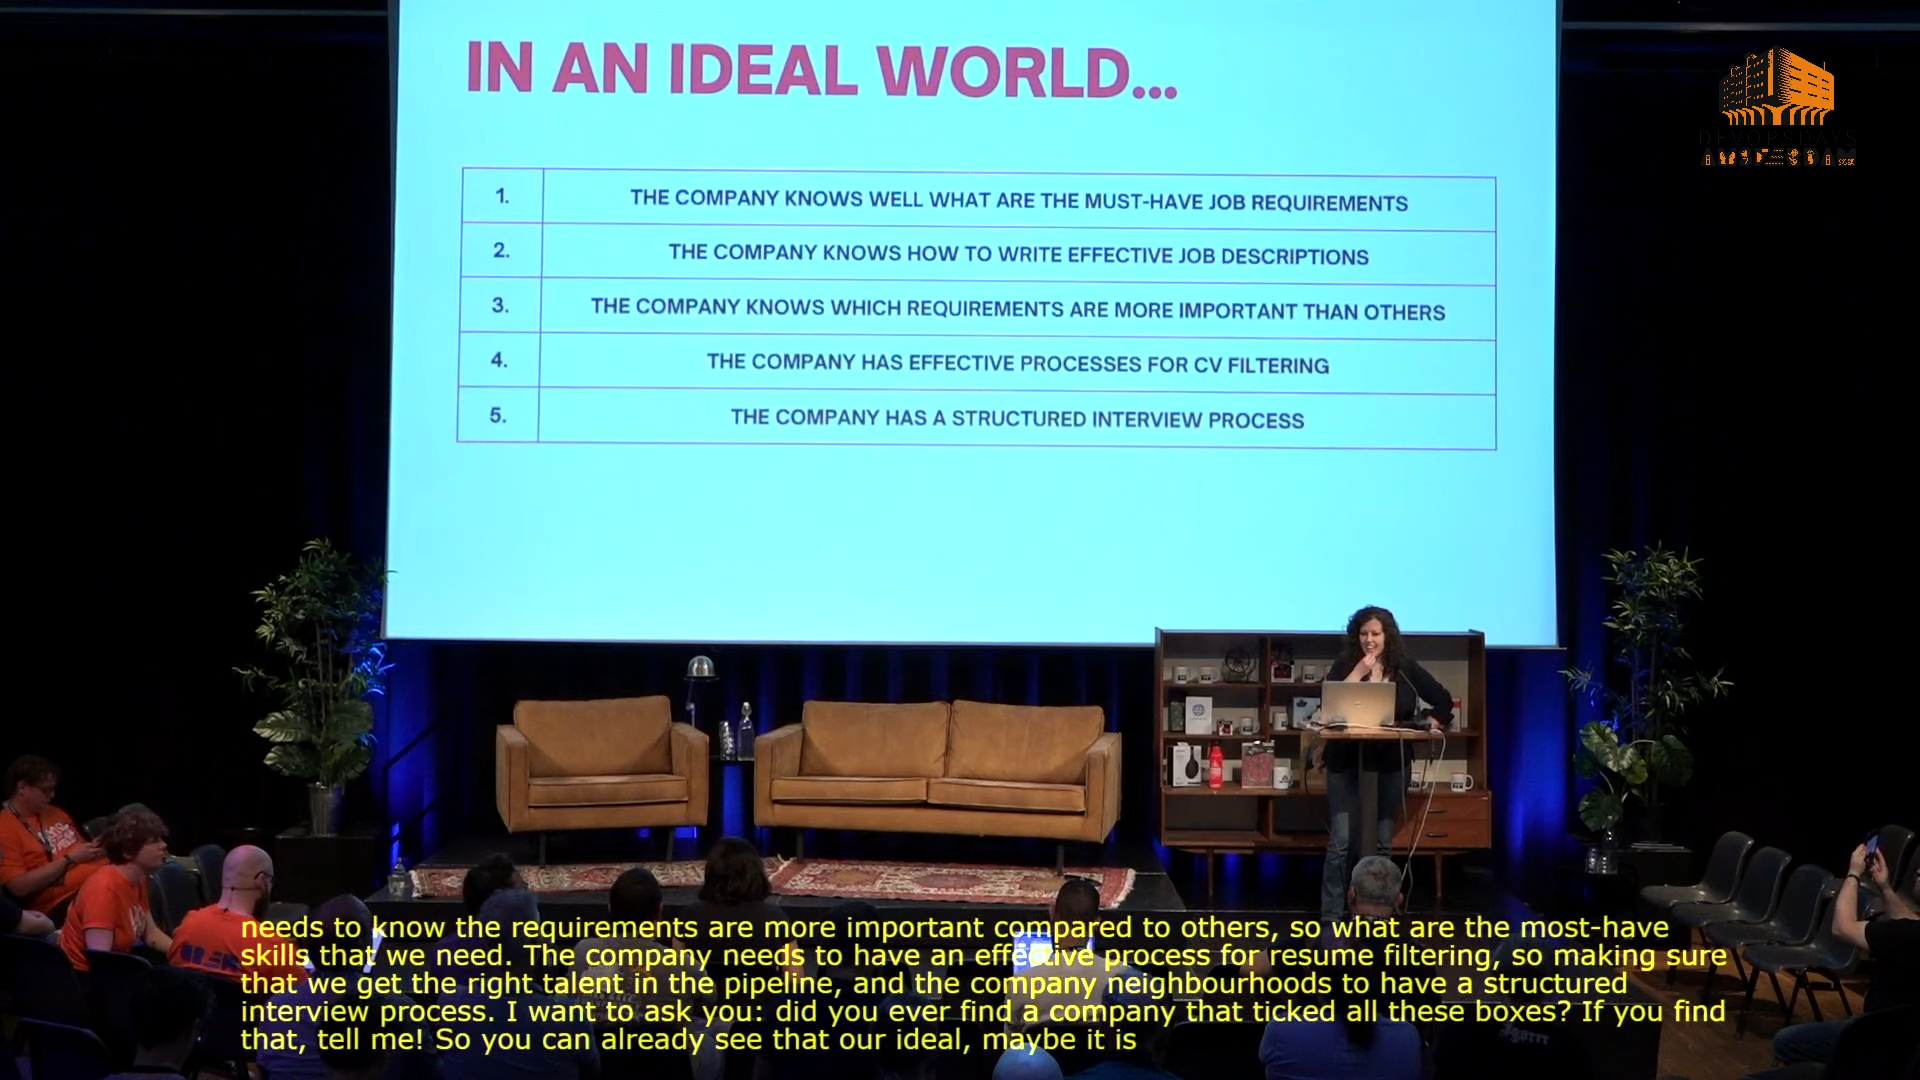 IN AN IDEAL WORLD...
1. THE COMPANY KNOWS WELL WHAT ARE THE MUST-HAVE JOB REQUIREMENTS
2. THE COMPANY KNOWS HOW TO WRITE EFFECTIVE JOB DESCRIPTIONS
3. THE COMPANY KNOWS WHICH REQUIREMENTS ARE MORE IMPORTANT THAN OTHERS
4. THE COMPANY HAS EFFECTIVE PROCESSES FOR CV FILTERING
5. THE COMPANY HAS A STRUCTURED INTERVIEW PROCESS
DEVOPSDAYS
AMSTERDAM
needs to know the requirements are more important compared to others, so what are the most-have
skills that we need. The company needs to have an effective process for resume filtering, so making sure
that we get the right talent in the pipeline, and the company neighbourhoods to have a structured
interview process. I want to ask you: did you ever find a company that ticked all these boxes? If you find
that, tell me! So you can already see that our ideal, maybe it is